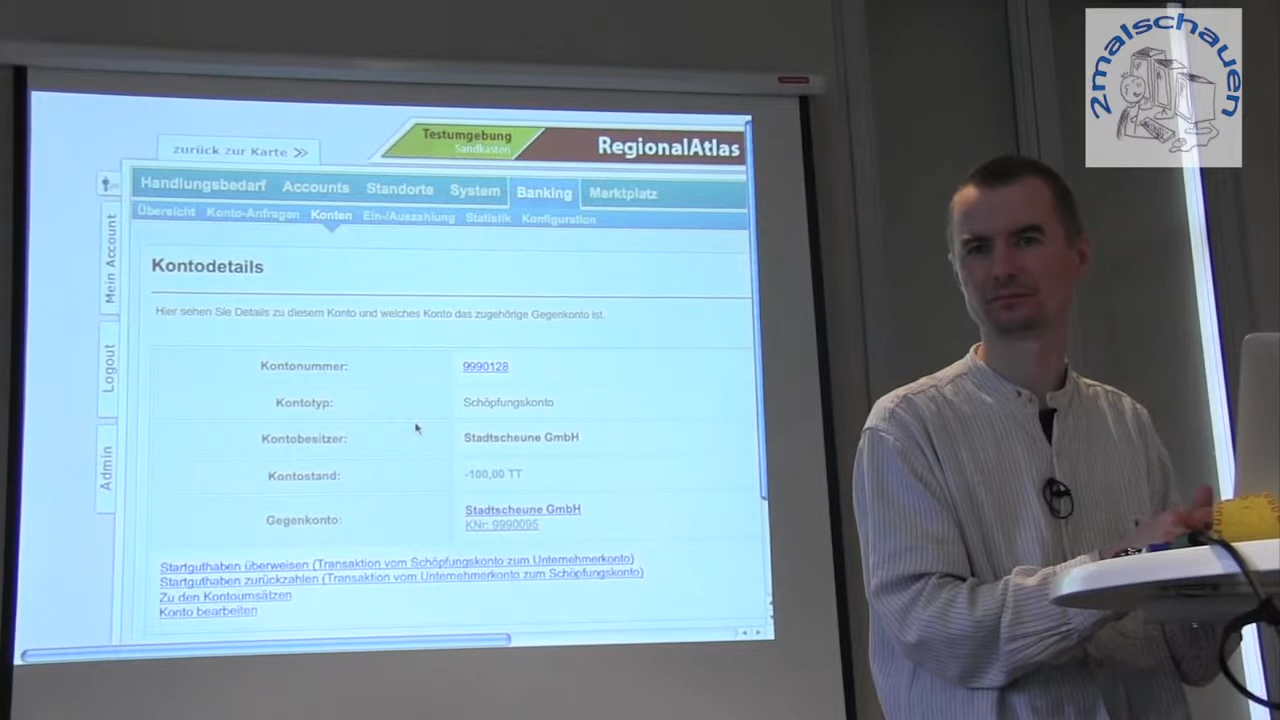 2malschauen
Testumgebung
Sandkasten
RegionalAtlas
zurück zur Karte >>
Handlungsbedarf Accounts Standorte System Banking Marktplatz
Übersicht Konto-Anfragen Konten Ein-/Auszahlung Statistik Konfiguration
Mein Account
Logout
Admin
Kontodetails
Hier sehen Sie Details zu diesem Konto und welches Konto das zugehörige Gegenkonto ist.
Kontonummer: 9990128
Kontotyp: Schöpfungskonto
Kontobesitzer: Stadtscheune GmbH
Kontostand: -100,00 TT
Gegenkonto: Stadtscheune GmbH
KNr: 9990095
Startguthaben überweisen (Transaktion vom Schöpfungskonto zum Unternehmerkonto)
Startguthaben zurückzahlen (Transaktion vom Unternehmerkonto zum Schöpfungskonto)
Zu den Kontoumsätzen
Konto bearbeiten